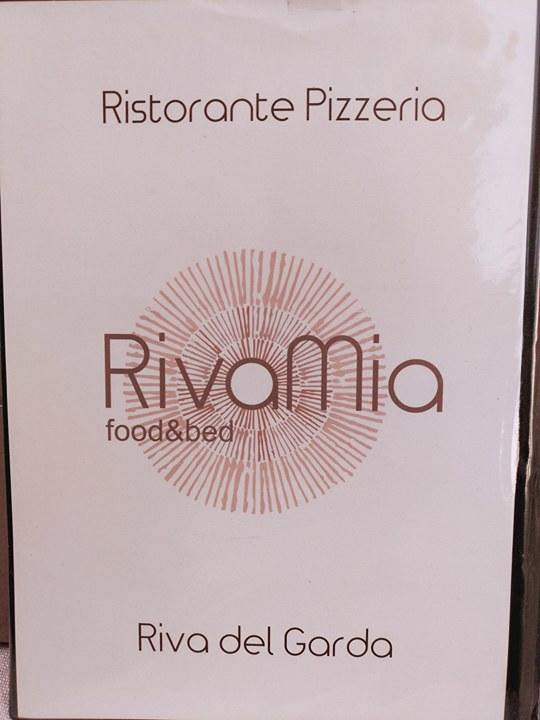 Ristorante Pizzeria
RivaMia
food&bed
Riva del Garda